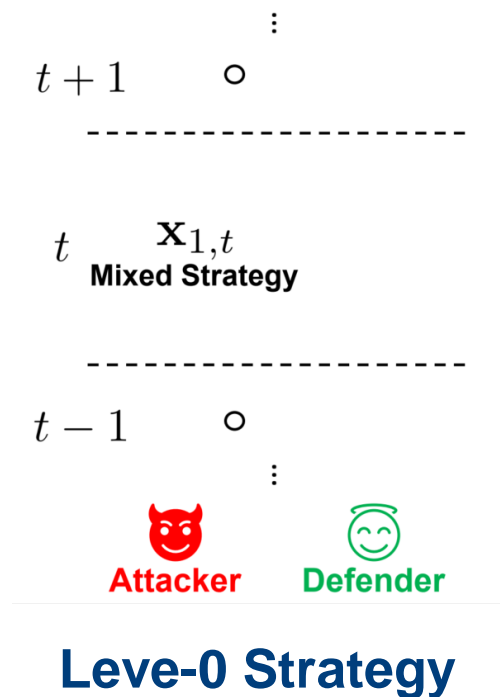 ⋮
t + 1
t
x₁,ₜ
Mixed Strategy
t − 1
⋮
Attacker Defender
Leve-0 Strategy